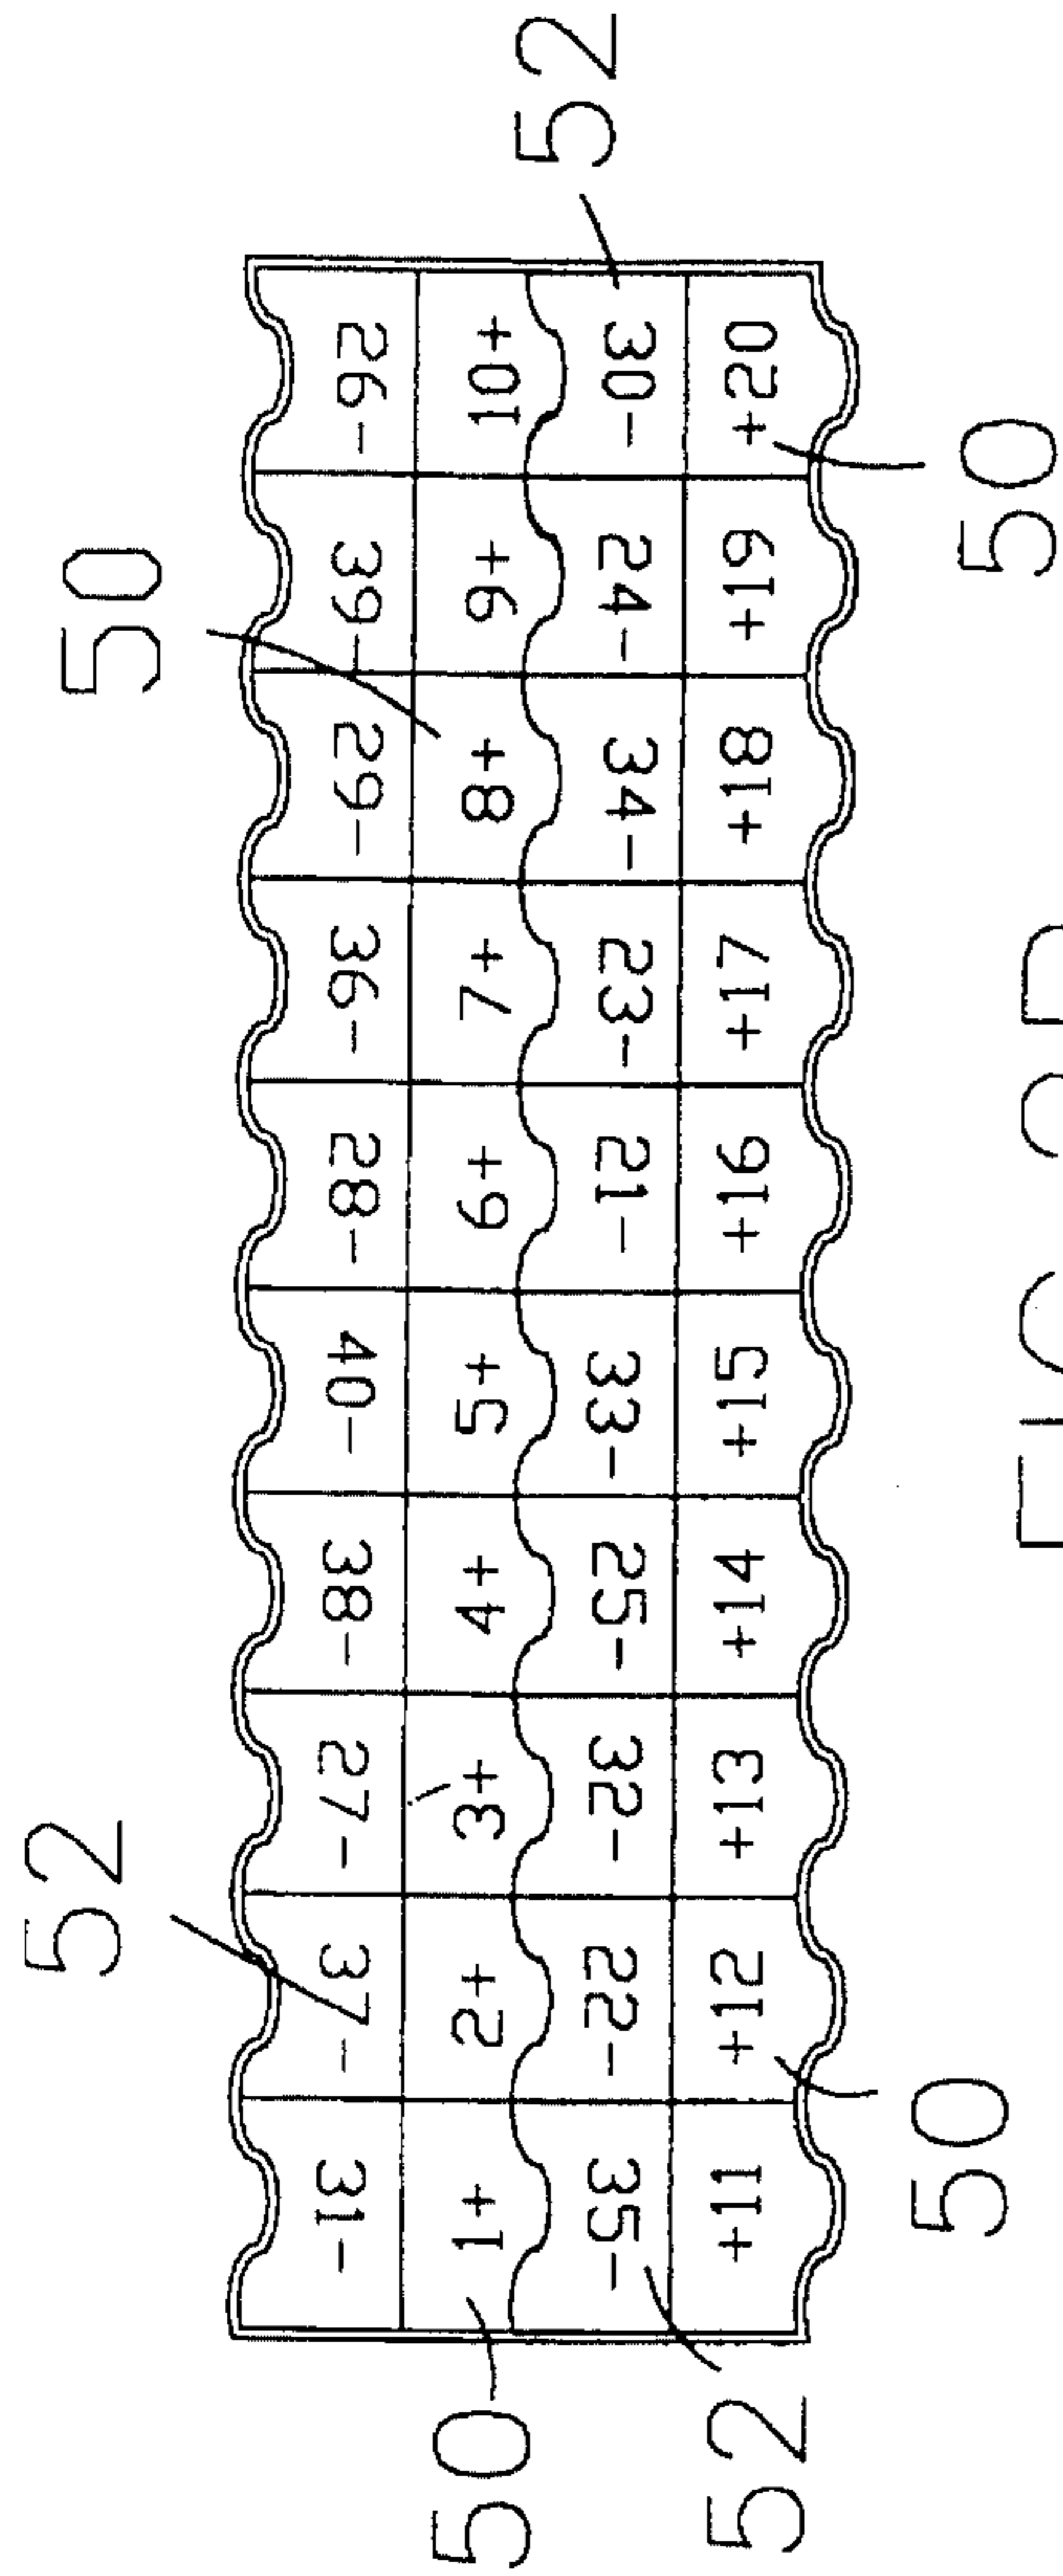 52 50
31- 37- 27- 38- 40- 28- 36- 29- 39- 26-
50 1+ 2+ 3+ 4+ 5+ 6+ 7+ 8+ 9+ 10+
35- 22- 32- 25- 33- 21- 23- 34- 24- 30- 52
52 +11 +12 +13 +14 +15 +16 +17 +18 +19 +20
50 50